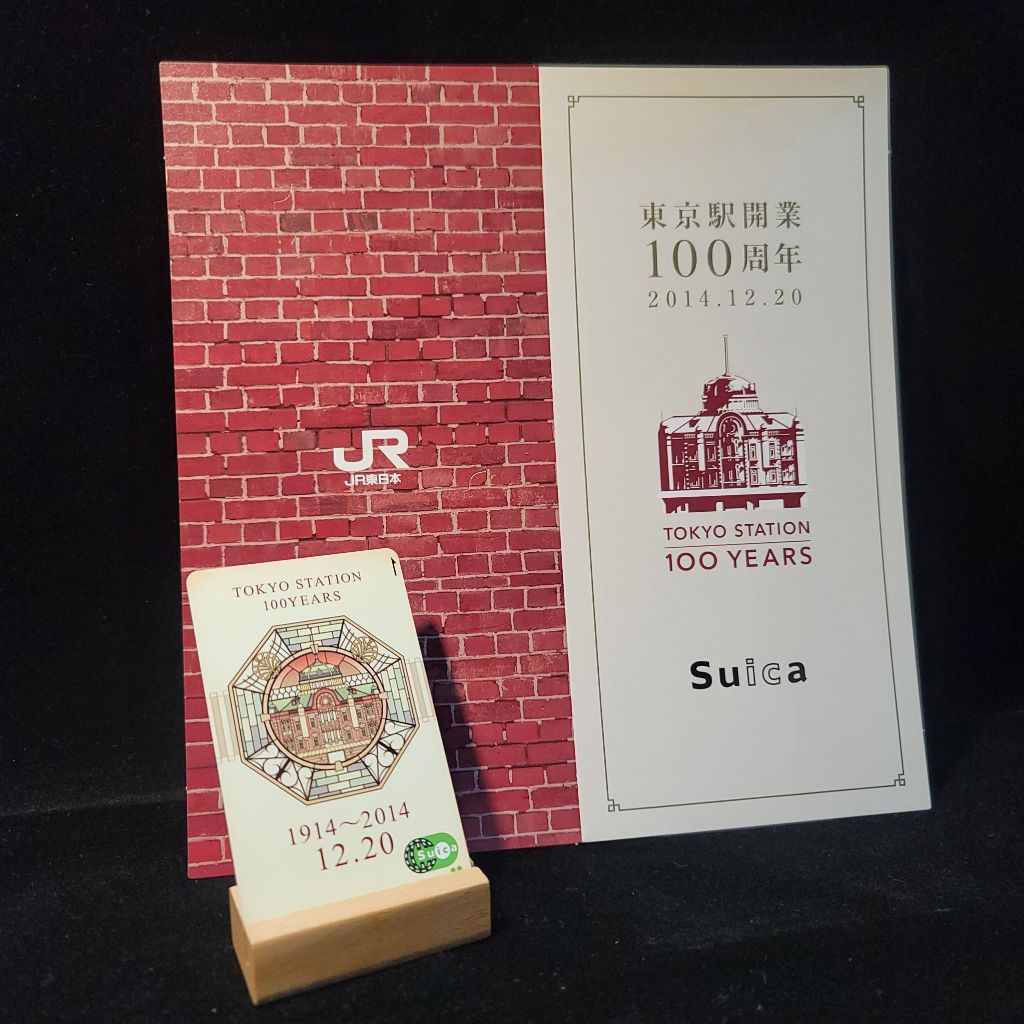 JR
JR東日本
東京駅開業
100周年
2014.12.20
TOKYO STATION
100 YEARS
Suica
TOKYO STATION
100YEARS
1914～2014
12.20
Suica